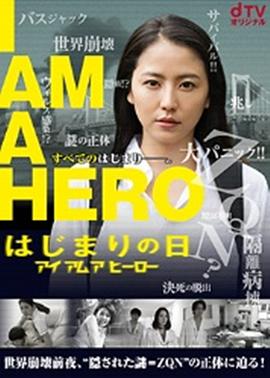 dTV
オリジナル
バスジャック
サバイバル!!
世界崩壊
兆し
謎の正体
すべてのはじまり──。
大パニック!!
I
AM
A
HERO
ZQN?
隔離病棟
はじまりの日
アイアムアヒーロー
決死の脱出
世界崩壊前夜、“隠された謎=ZQN”の正体に迫る!